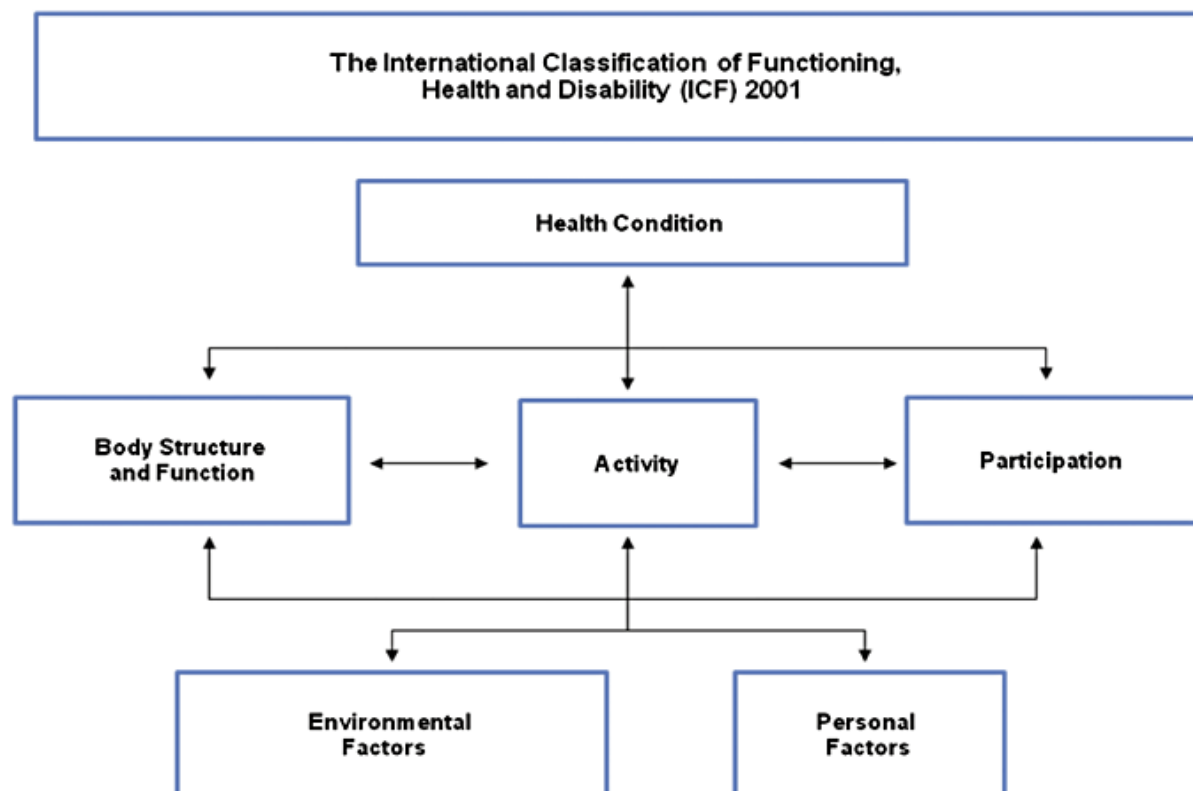 The International Classification of Functioning,
Health and Disability (ICF) 2001
Health Condition
Body Structure
and Function
Activity
Participation
Environmental
Factors
Personal
Factors